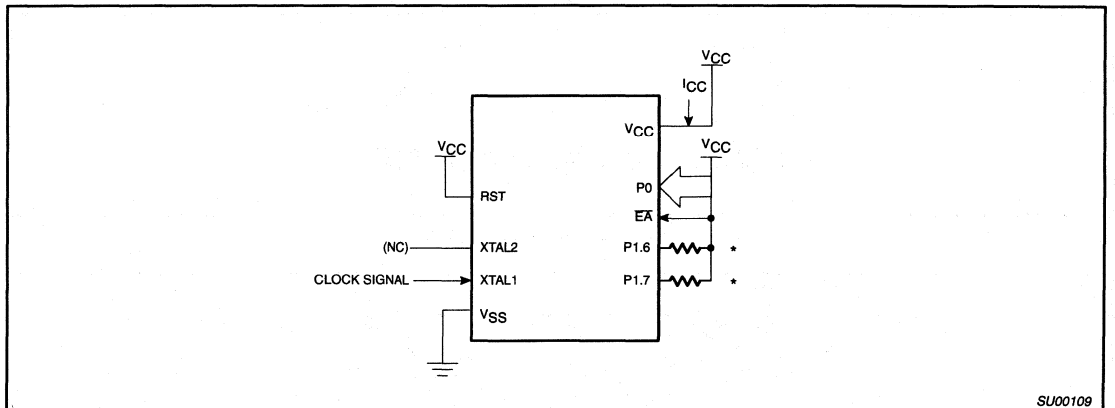 VCC
ICC
VCC
VCC
VCC
RST
P0
EA
(NC)
XTAL2
P1.6
*
CLOCK SIGNAL
XTAL1
P1.7
*
VSS
SU00109